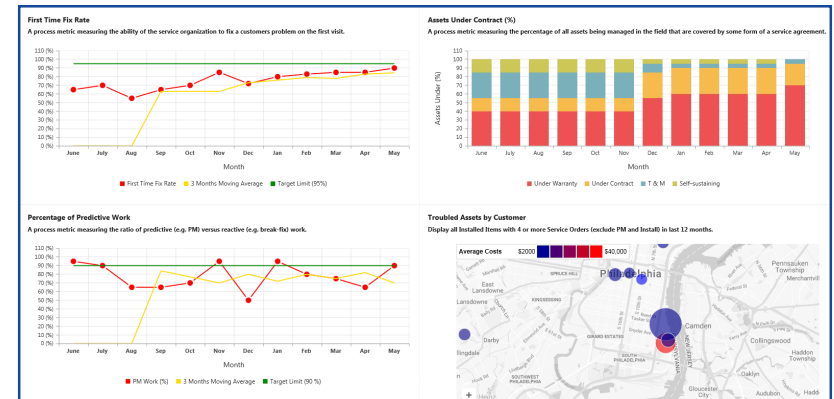 First Time Fix Rate
A process metric measuring the ability of the service organization to fix a customers problem on the first visit.
110 (%)
100 (%)
90 (%)
80 (%)
70 (%)
60 (%)
50 (%)
40 (%)
30 (%)
20 (%)
10 (%)
0 (%)
June July Aug Sep Oct Nov Dec Jan Feb Mar Apr May
Month
First Time Fix Rate 3 Months Moving Average Target Limit (95%)
Assets Under Contract (%)
A process metric measuring the percentage of all assets being managed in the field that are covered by some form of a service agreement.
Assets Under (%)
110
100
90
80
70
60
50
40
30
20
10
0
June July Aug Sep Oct Nov Dec Jan Feb Mar Apr May
Month
Under Warranty Under Contract T & M Self-sustaining
Percentage of Predictive Work
A process metric measuring the ratio of predictive (e.g. PM) versus reactive (e.g. break-fix) work.
110 (%)
100 (%)
90 (%)
80 (%)
70 (%)
60 (%)
50 (%)
40 (%)
30 (%)
20 (%)
10 (%)
0 (%)
June July Aug Sep Oct Nov Dec Jan Feb Mar Apr May
Month
PM Work (%) 3 Months Moving Average Target Limit (90 %)
Troubled Assets by Customer
Display all Installed Items with 4 or more Service Orders (exclude PM and Install) in last 12 months.
Average Costs $2000 $40,000
Philadelphia
SPRUCE HILL
Pennsauken
Township
Merchantvil
East
Lansdowne
Lansdowne
KINGSESSING
Darby
GIRARD ESTATES
Camden
Collingswood
llingdale
SOUTH
PHILADELPHIA
Haddon
Township
SOUTHWEST
PHILADELPHIA
Oaklyn
Gloucester
City
Audubon
Hadd
+